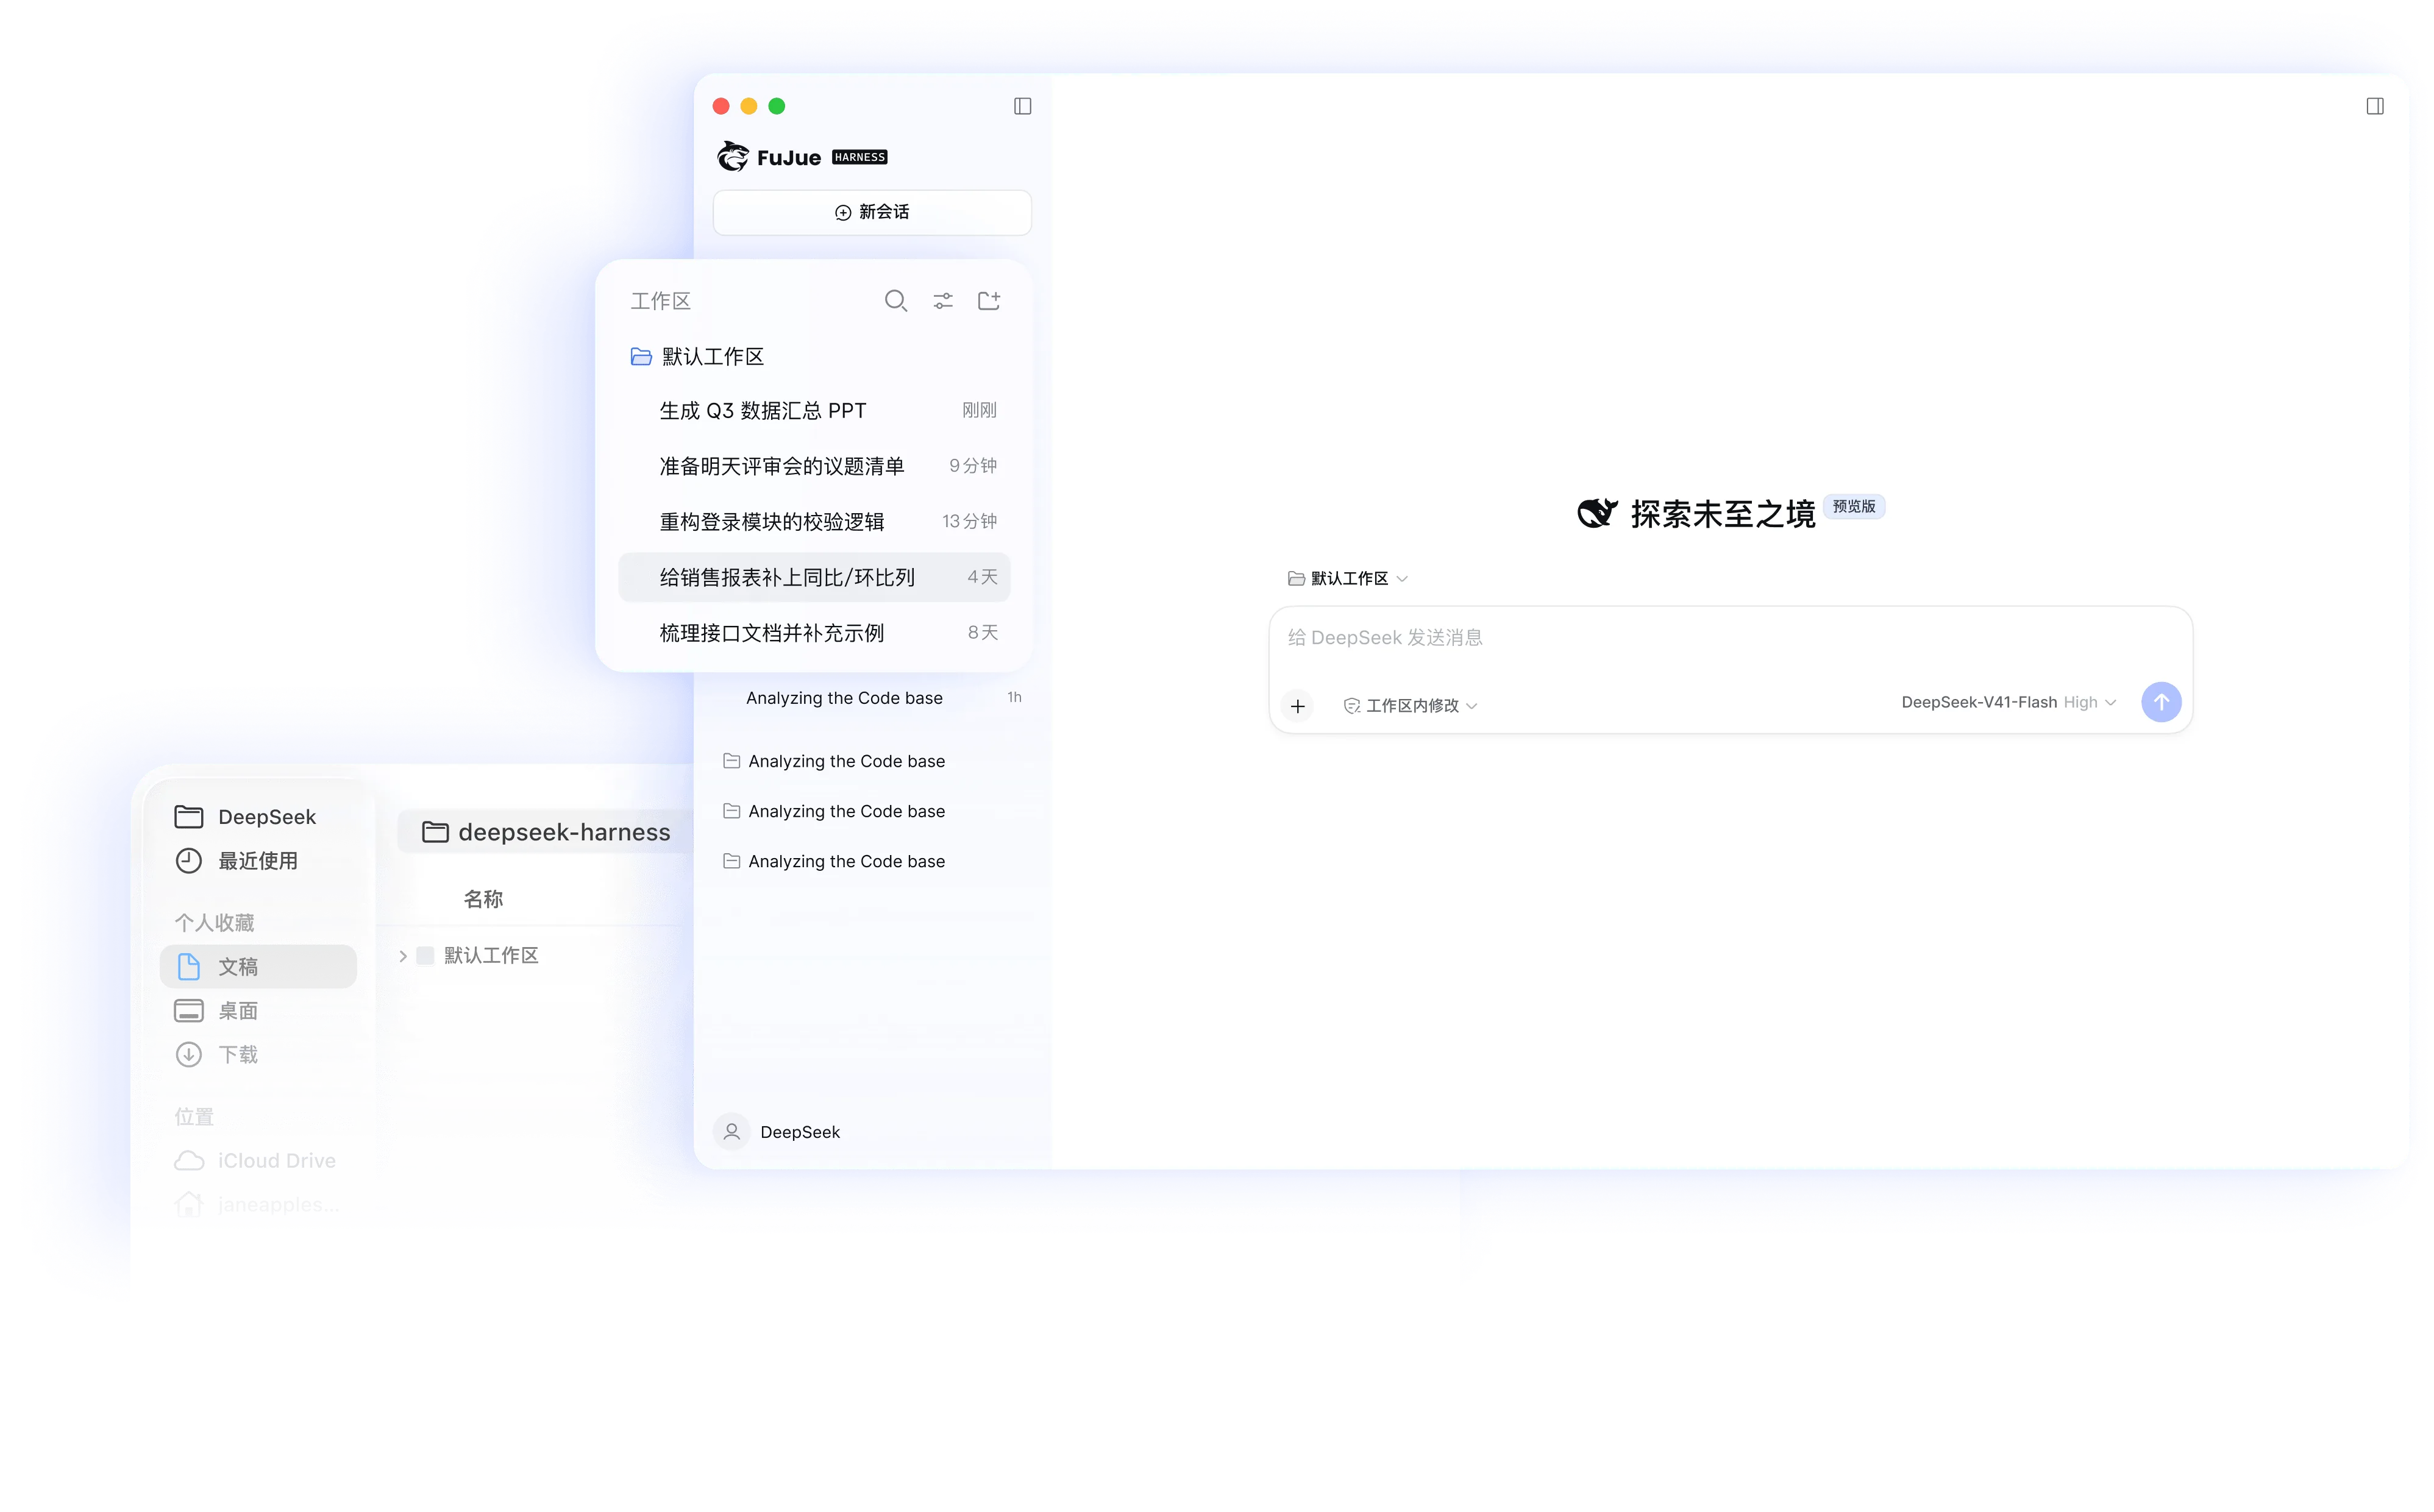 FuJue HARNESS
新会话
工作区
默认工作区
生成 Q3 数据汇总 PPT 刚刚
准备明天评审会的议题清单 9分钟
重构登录模块的校验逻辑 13分钟
给销售报表补上同比/环比列 4天
梳理接口文档并补充示例 8天
Analyzing the Code base 1h
Analyzing the Code base
Analyzing the Code base
Analyzing the Code base
DeepSeek
探索未至之境 预览版
默认工作区
给 DeepSeek 发送消息
工作区内修改 DeepSeek-V41-Flash High
DeepSeek
最近使用
个人收藏
文稿
桌面
下载
位置
iCloud Drive
janeapples...
deepseek-harness
名称
默认工作区